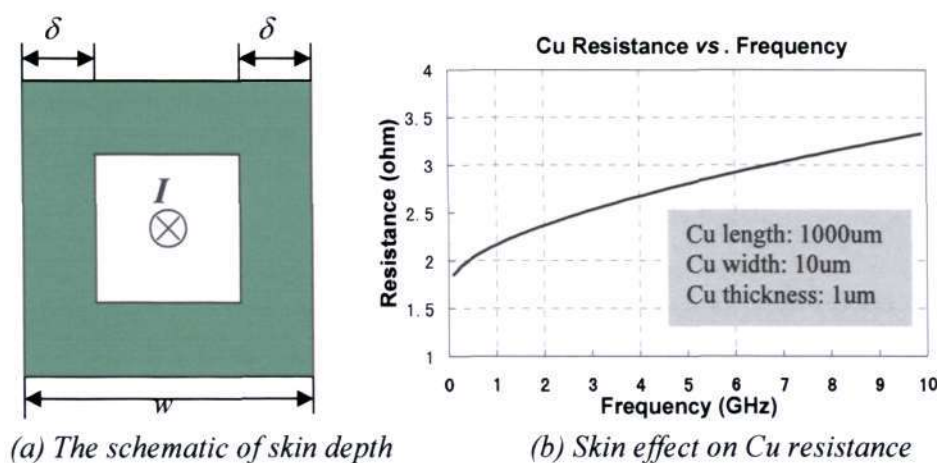 δ δ
I
w
(a) The schematic of skin depth
Cu Resistance vs. Frequency
Resistance (ohm)
4
3.5
3
2.5
2
1.5
1
Cu length: 1000um
Cu width: 10um
Cu thickness: 1um
0 1 2 3 4 5 6 7 8 9 10
Frequency (GHz)
(b) Skin effect on Cu resistance